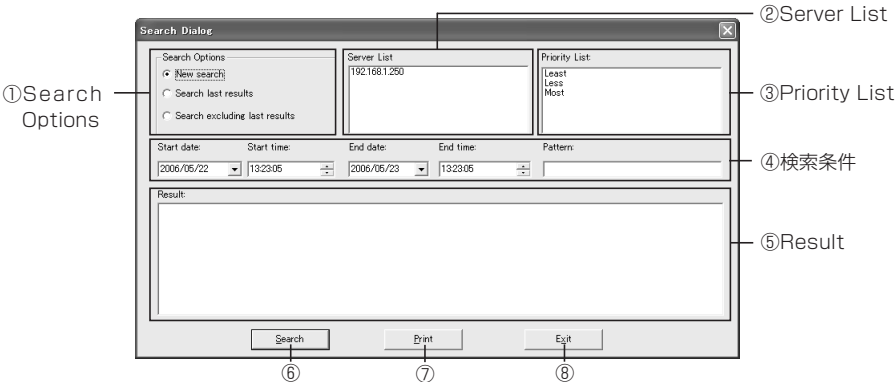 ②Server List
Search Dialog
Search Options
New search
Search last results
Search excluding last results
Server List
192.168.1.250
Priority List:
Least
Less
Most
①Search
Options
③Priority List
Start date:
Start time:
End date:
End time:
Pattern:
2006/05/22
13:23:05
2006/05/23
13:23:05
④検索条件
Result:
⑤Result
Search
Print
Exit
⑥
⑦
⑧